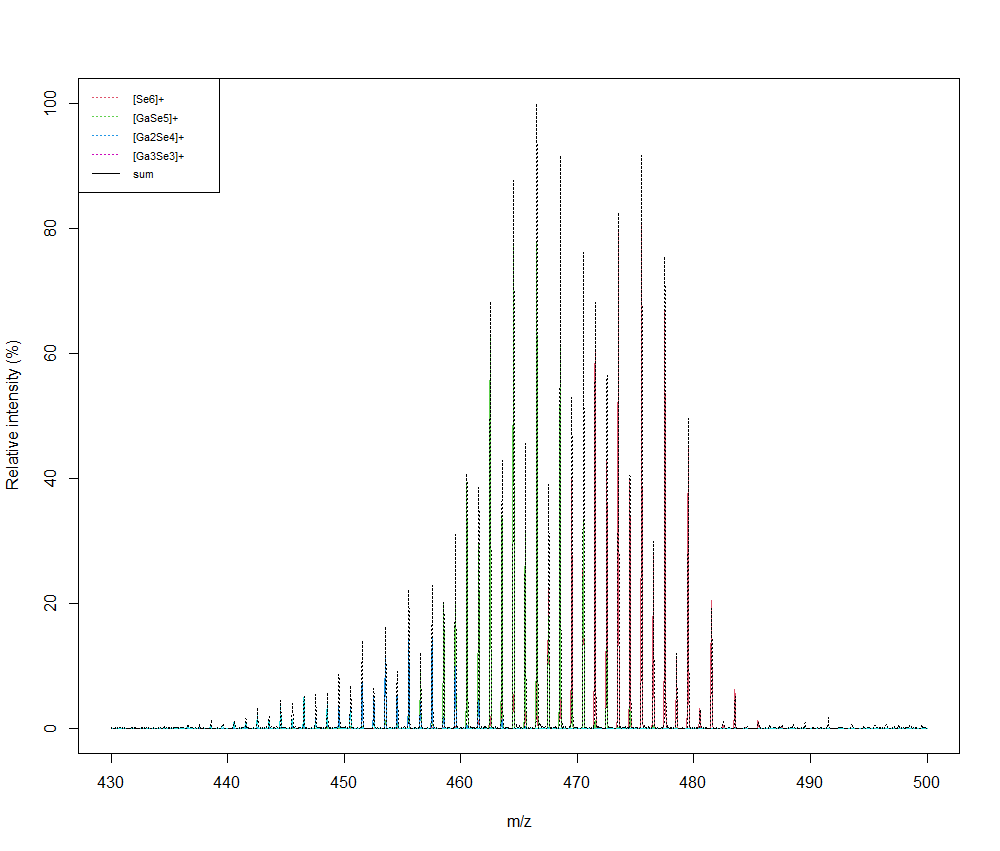 [Se6]+
[GaSe5]+
[Ga2Se4]+
[Ga3Se3]+
sum
100
80
60
40
20
0
Relative intensity (%)
430 440 450 460 470 480 490 500
m/z